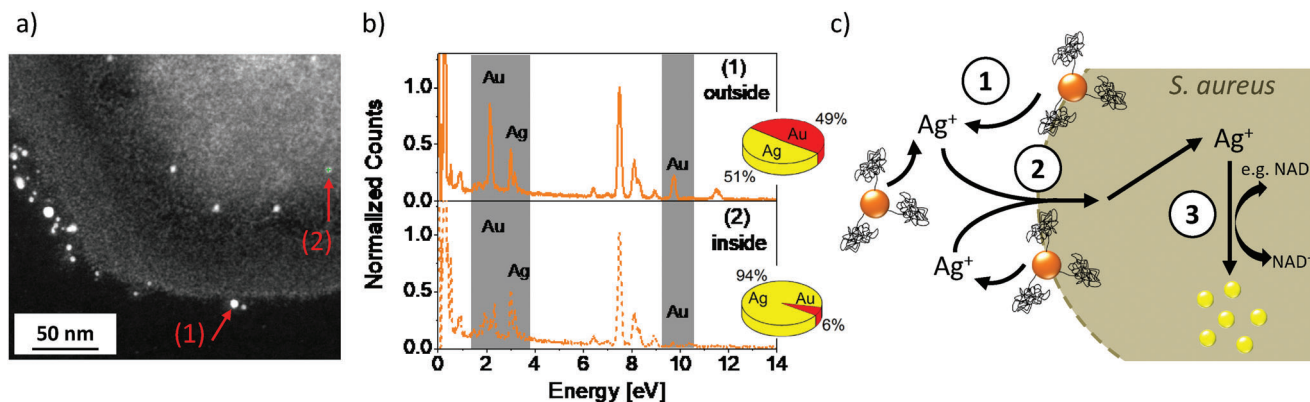 a)
50 nm
(1)
(2)
b)
Normalized Counts
1.0
0.5
0.0
1.0
0.5
0.0
Au
Ag
Au
(1)
outside
49%
Au
Ag
51%
Au
Ag
Au
(2)
inside
94%
Ag
Au
6%
0 2 4 6 8 10 12 14
Energy [eV]
c)
S. aureus
1
Ag⁺
2
Ag⁺
Ag⁺
e.g. NAD
3
NAD⁺